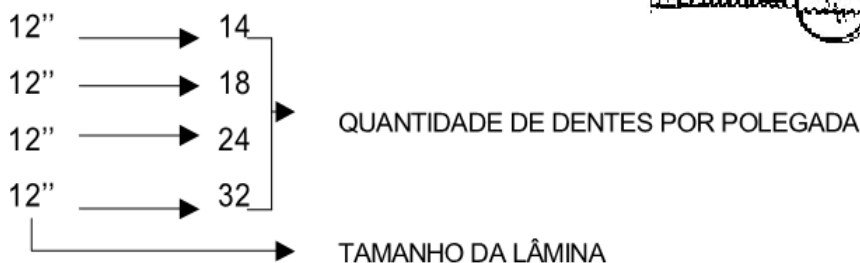 12’’ 14
12’’ 18
12’’ 24
12’’ 32
QUANTIDADE DE DENTES POR POLEGADA
TAMANHO DA LÂMINA